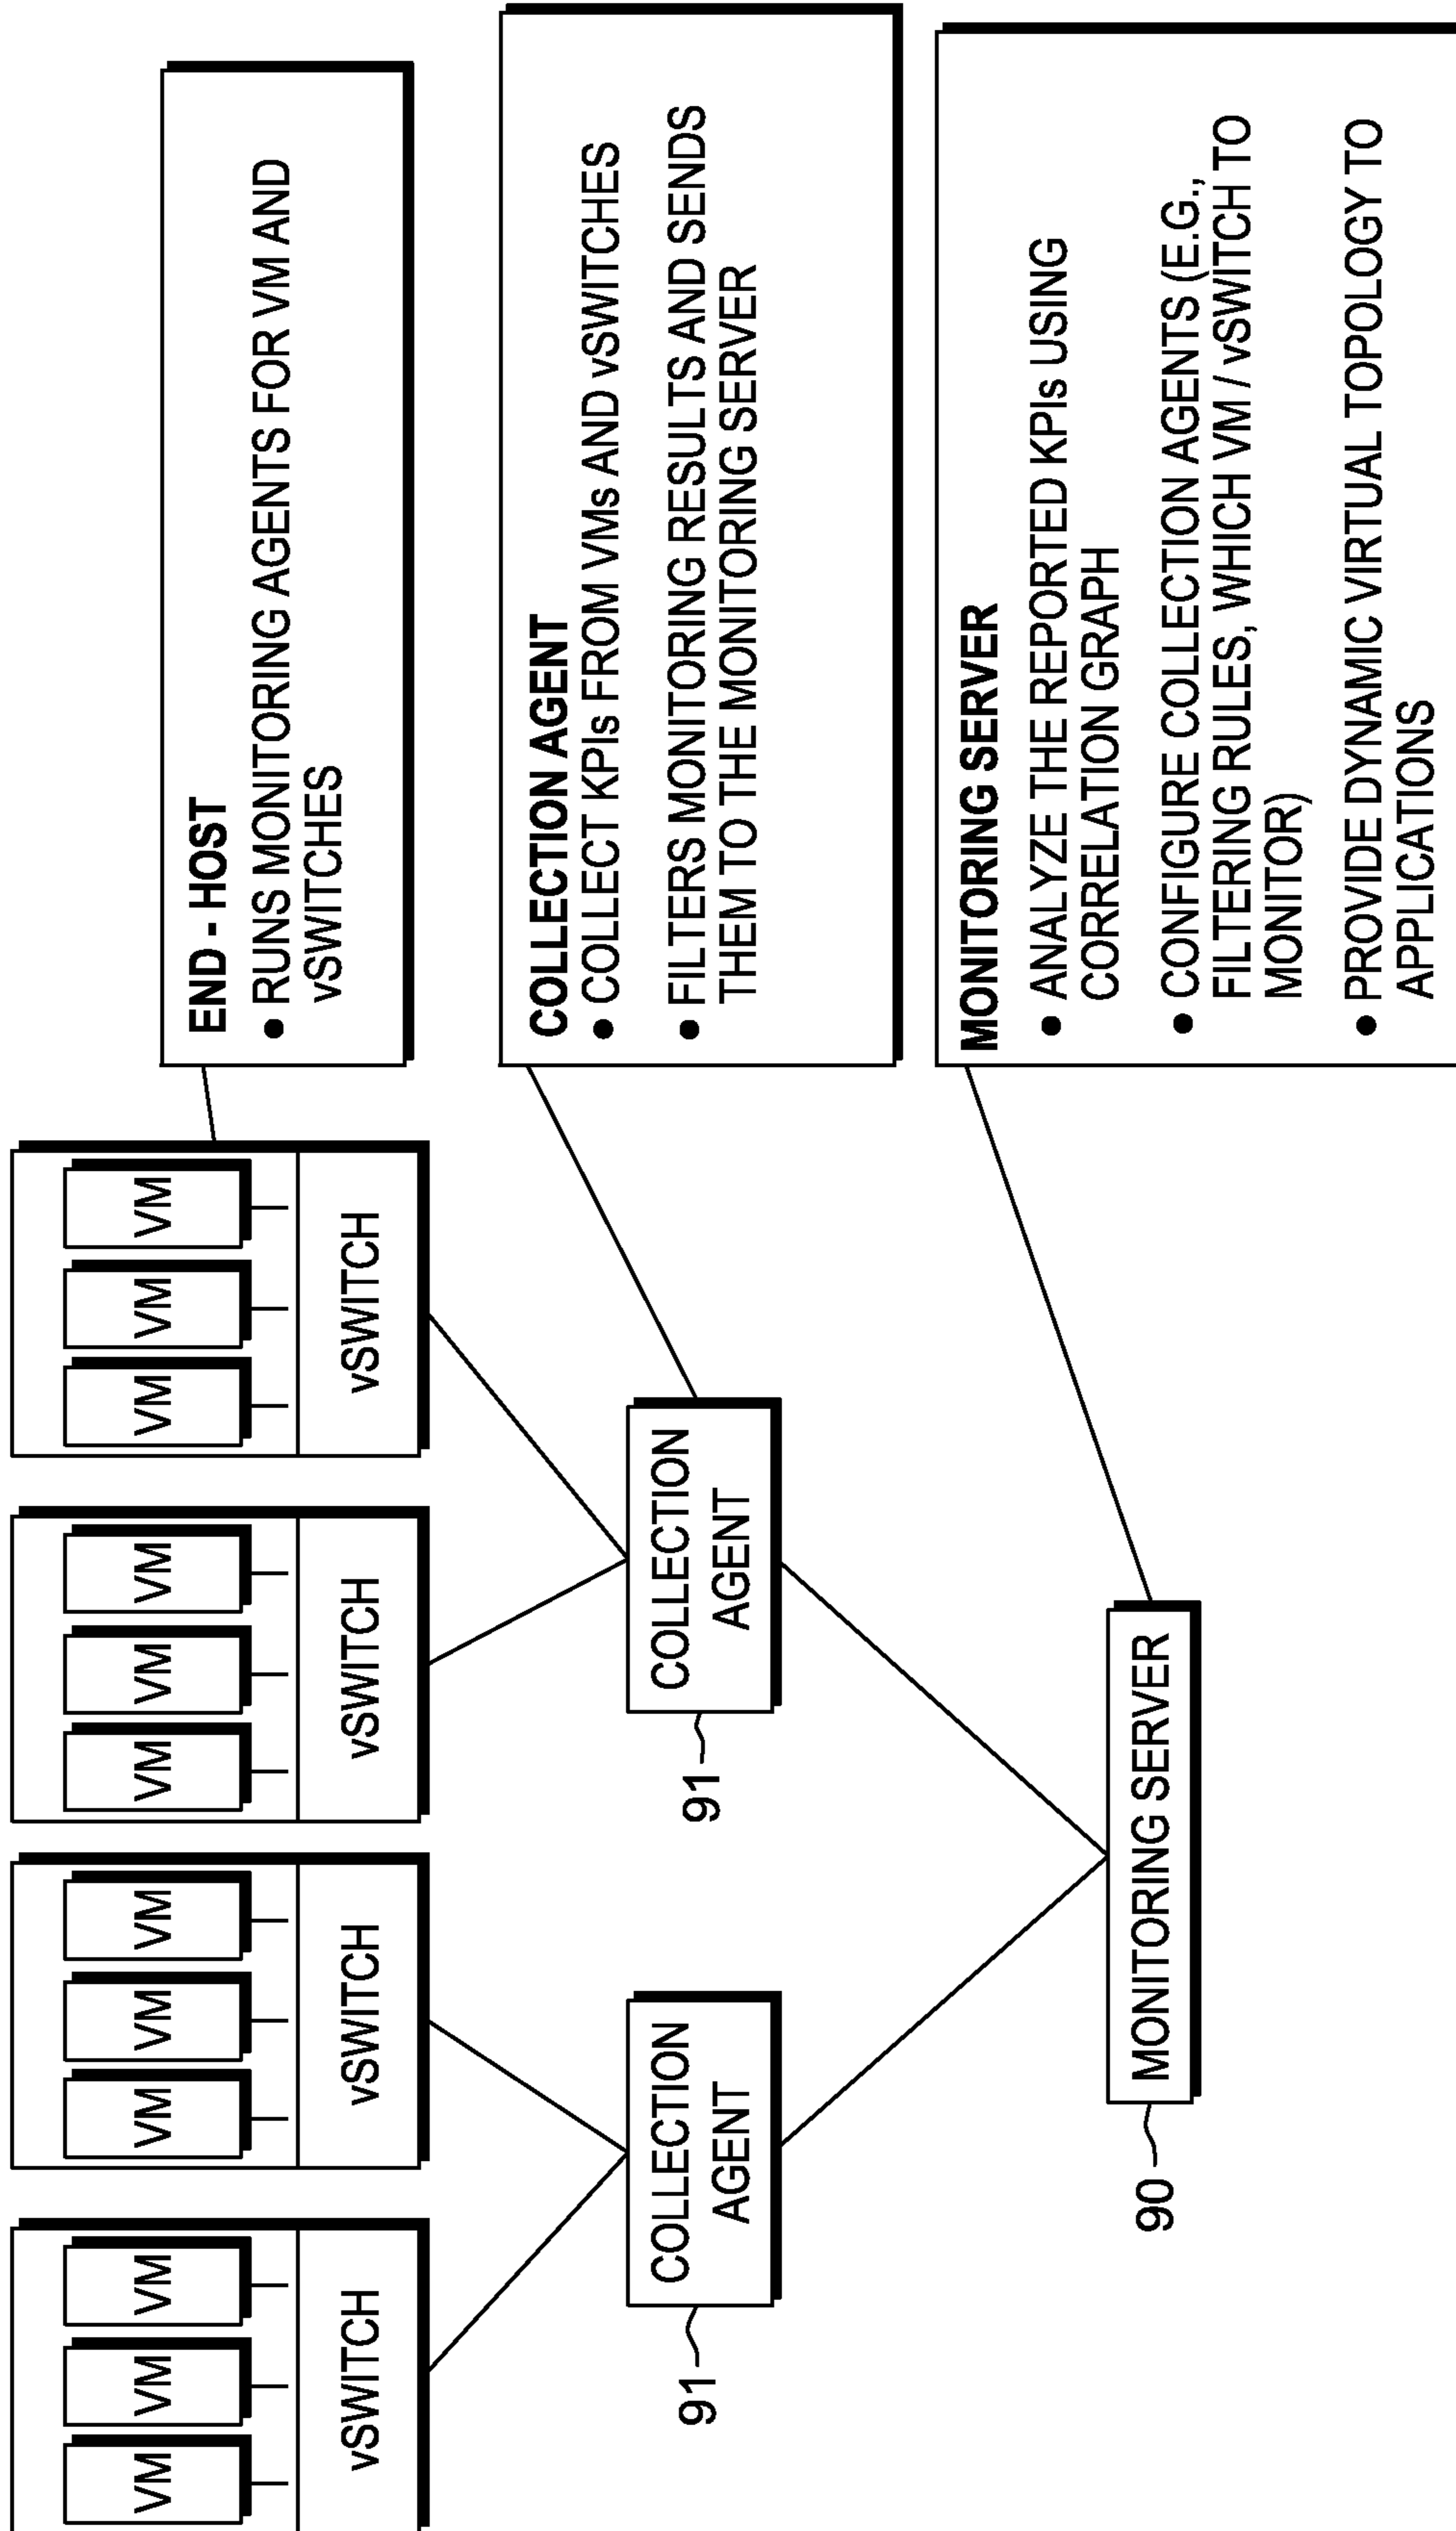 VM
VM
VM
vSWITCH
VM
VM
VM
vSWITCH
VM
VM
VM
vSWITCH
VM
VM
VM
vSWITCH
COLLECTION
AGENT
91
COLLECTION
AGENT
91
MONITORING SERVER
90
END - HOST
• RUNS MONITORING AGENTS FOR VM AND
vSWITCHES
COLLECTION AGENT
• COLLECT KPIs FROM VMs AND vSWITCHES
• FILTERS MONITORING RESULTS AND SENDS
THEM TO THE MONITORING SERVER
MONITORING SERVER
• ANALYZE THE REPORTED KPIs USING
CORRELATION GRAPH
• CONFIGURE COLLECTION AGENTS (E.G.,
FILTERING RULES, WHICH VM / vSWITCH TO
MONITOR)
• PROVIDE DYNAMIC VIRTUAL TOPOLOGY TO
APPLICATIONS